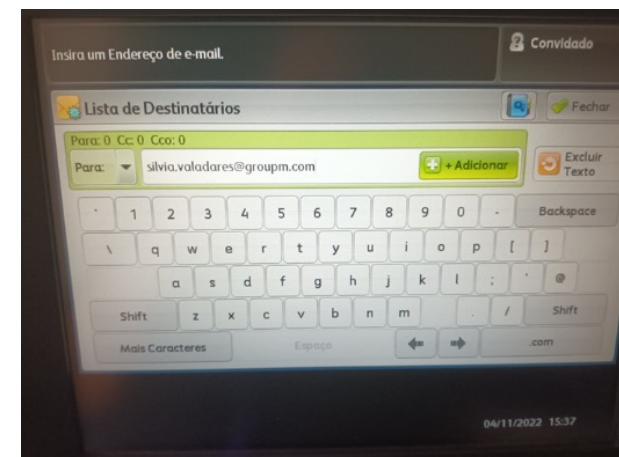 Insira um Endereço de e-mail.
Convidado
Lista de Destinatários
Fechar
Para: 0 Cc: 0 Cco: 0
Para:
silvia.valadares@groupm.com
+ Adicionar
Excluir
Texto
1 2 3 4 5 6 7 8 9 0 - Backspace
\ q w e r t y u i o p [ ]
a s d f g h j k l ; ' @
Shift z x c v b n m . / Shift
Mais Caracteres Espaço .com
04/11/2022 15:37